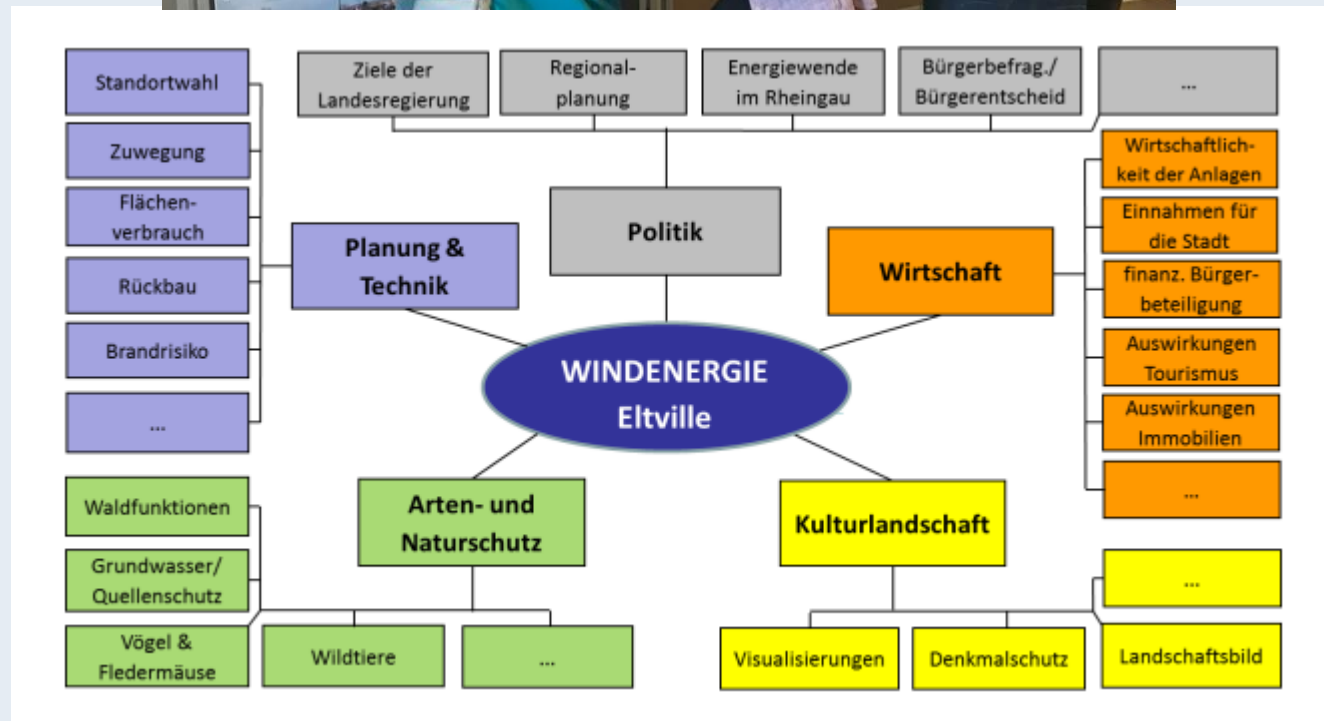 Ziele der
Landesregierung
Regional-
planung
Energiewende
im Rheingau
Bürgerbefrag./
Bürgerentscheid
...
Politik
Standortwahl
Zuwegung
Flächen-
verbrauch
Rückbau
Brandrisiko
...
Planung &
Technik
Wirtschaft
Wirtschaftlich-
keit der Anlagen
Einnahmen für
die Stadt
finanz. Bürger-
beteiligung
Auswirkungen
Tourismus
Auswirkungen
Immobilien
...
WINDENERGIE
Eltville
Arten- und
Naturschutz
Waldfunktionen
Grundwasser/
Quellenschutz
Vögel &
Fledermäuse
Wildtiere
...
Kulturlandschaft
Visualisierungen
Denkmalschutz
Landschaftsbild
...